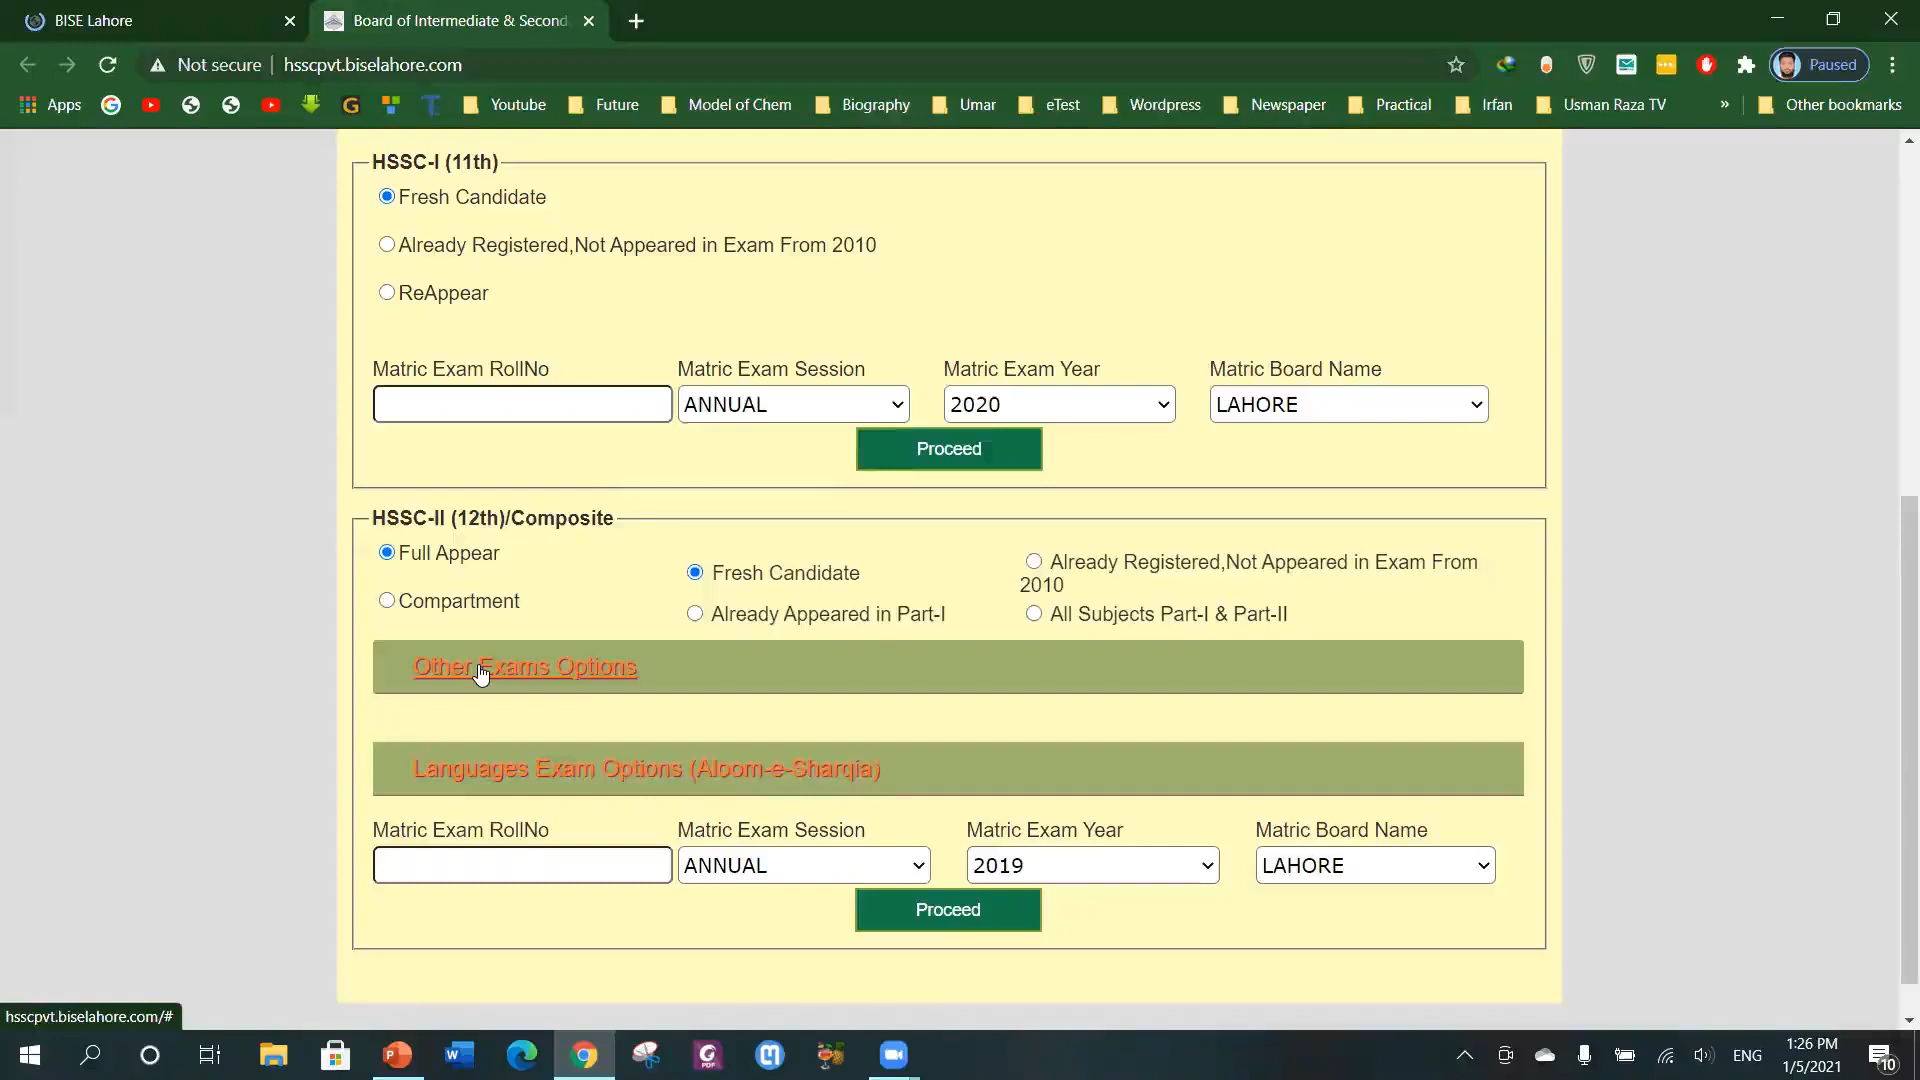 BISE Lahore
Board of Intermediate & Second
Not secure
hsscpvt.biselahore.com
Paused
Apps
Youtube
Future
Model of Chem
Biography
Umar
eTest
Wordpress
Newspaper
Practical
Irfan
Usman Raza TV
»
Other bookmarks
HSSC-I (11th)
Fresh Candidate
Already Registered,Not Appeared in Exam From 2010
ReAppear
Matric Exam RollNo
Matric Exam Session
Matric Exam Year
Matric Board Name
ANNUAL
2020
LAHORE
Proceed
HSSC-II (12th)/Composite
Full Appear
Compartment
Fresh Candidate
Already Appeared in Part-I
Already Registered,Not Appeared in Exam From
2010
All Subjects Part-I & Part-II
Other Exams Options
Languages Exam Options (Aloom-e-Sharqia)
Matric Exam RollNo
Matric Exam Session
Matric Exam Year
Matric Board Name
ANNUAL
2019
LAHORE
Proceed
hsscpvt.biselahore.com/#
ENG
1:26 PM
1/5/2021
10